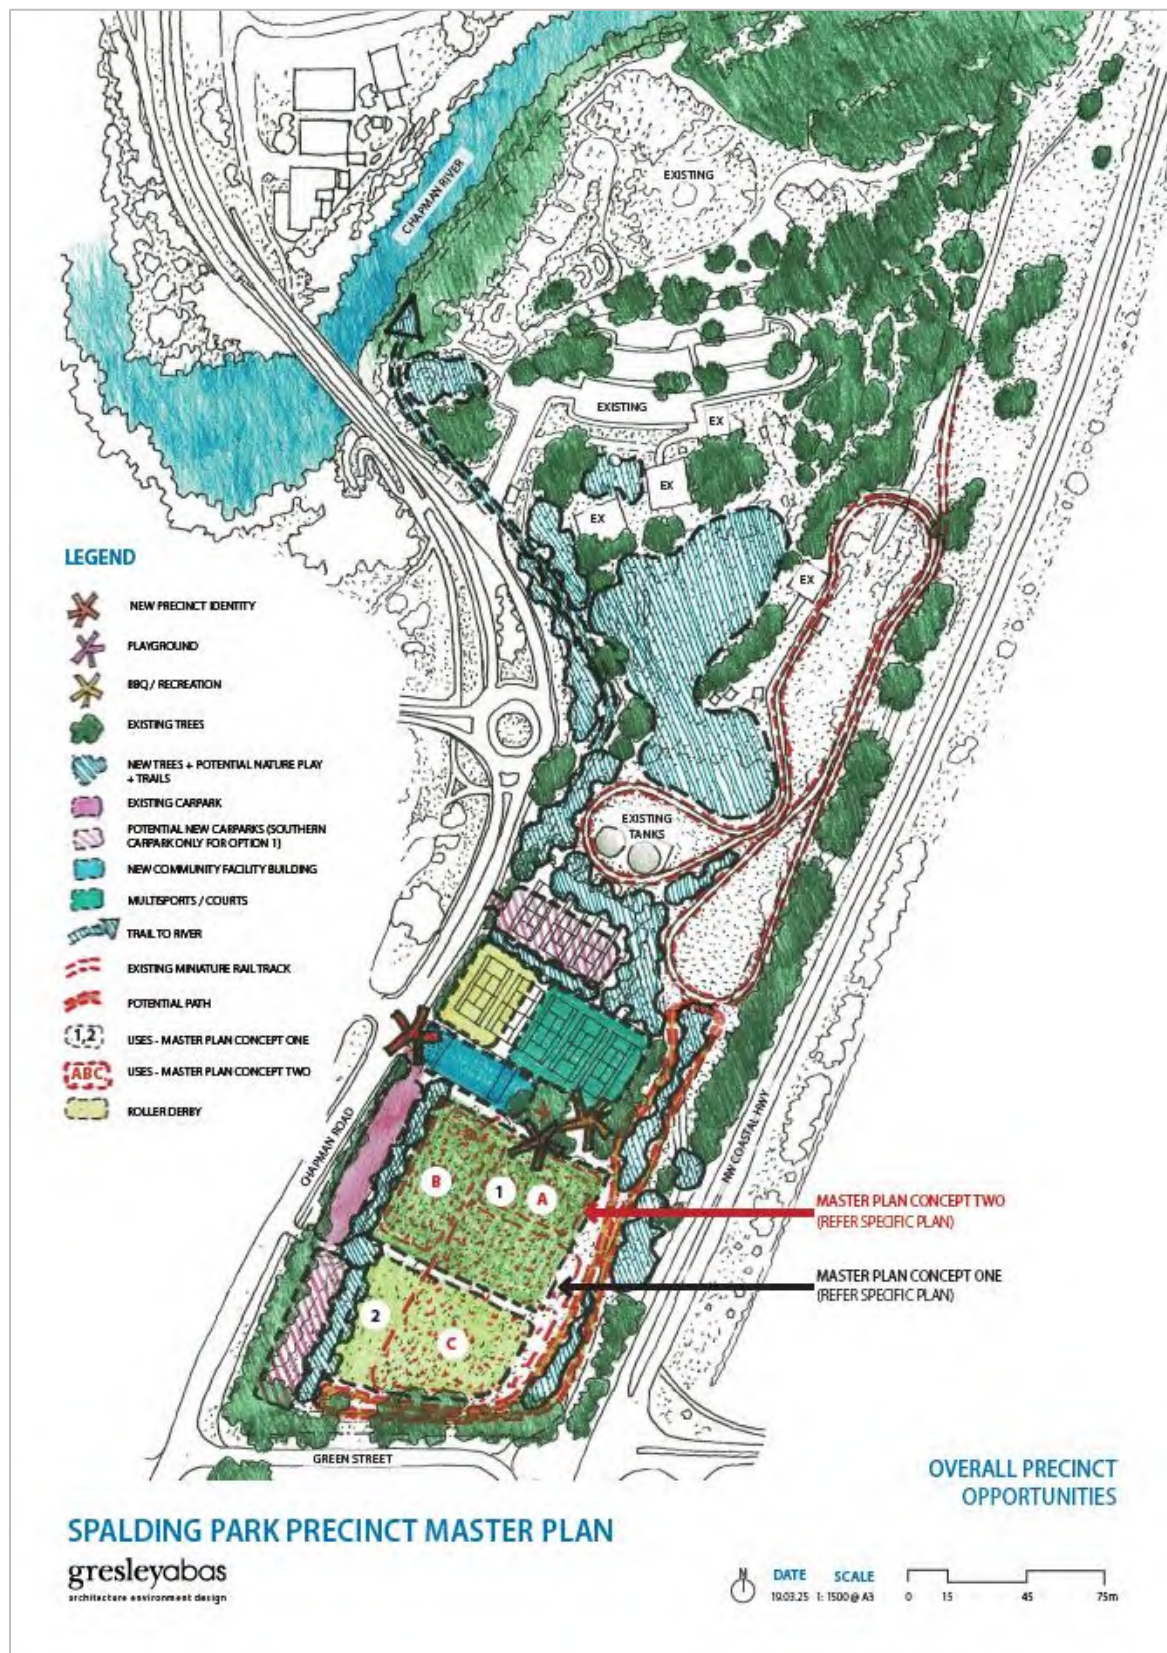 CHAPMAN RIVER
EXISTING
EXISTING
EX
EX
EX
EX
EXISTING
TANKS
LEGEND
NEW PRECINCT IDENTITY
PLAYGROUND
BBQ / RECREATION
EXISTING TREES
NEW TREES + POTENTIAL NATURE PLAY
+ TRAILS
EXISTING CARPARK
POTENTIAL NEW CARPARKS (SOUTHERN
CARPARK ONLY FOR OPTION 1)
NEW COMMUNITY FACILITY BUILDING
MULTISPORTS / COURTS
TRAIL TO RIVER
EXISTING MINIATURE RAIL TRACK
POTENTIAL PATH
1,2
USES - MASTER PLAN CONCEPT ONE
ABC
USES - MASTER PLAN CONCEPT TWO
ROLLER DERBY
CHAPMAN ROAD
NW COASTAL HWY
B
1
A
2
C
MASTER PLAN CONCEPT TWO
(REFER SPECIFIC PLAN)
MASTER PLAN CONCEPT ONE
(REFER SPECIFIC PLAN)
GREEN STREET
OVERALL PRECINCT
OPPORTUNITIES
SPALDING PARK PRECINCT MASTER PLAN
gresleyabas
architecture environment design
N
DATE SCALE
19.03.25 1: 1500 @ A3
0 15 45 75m